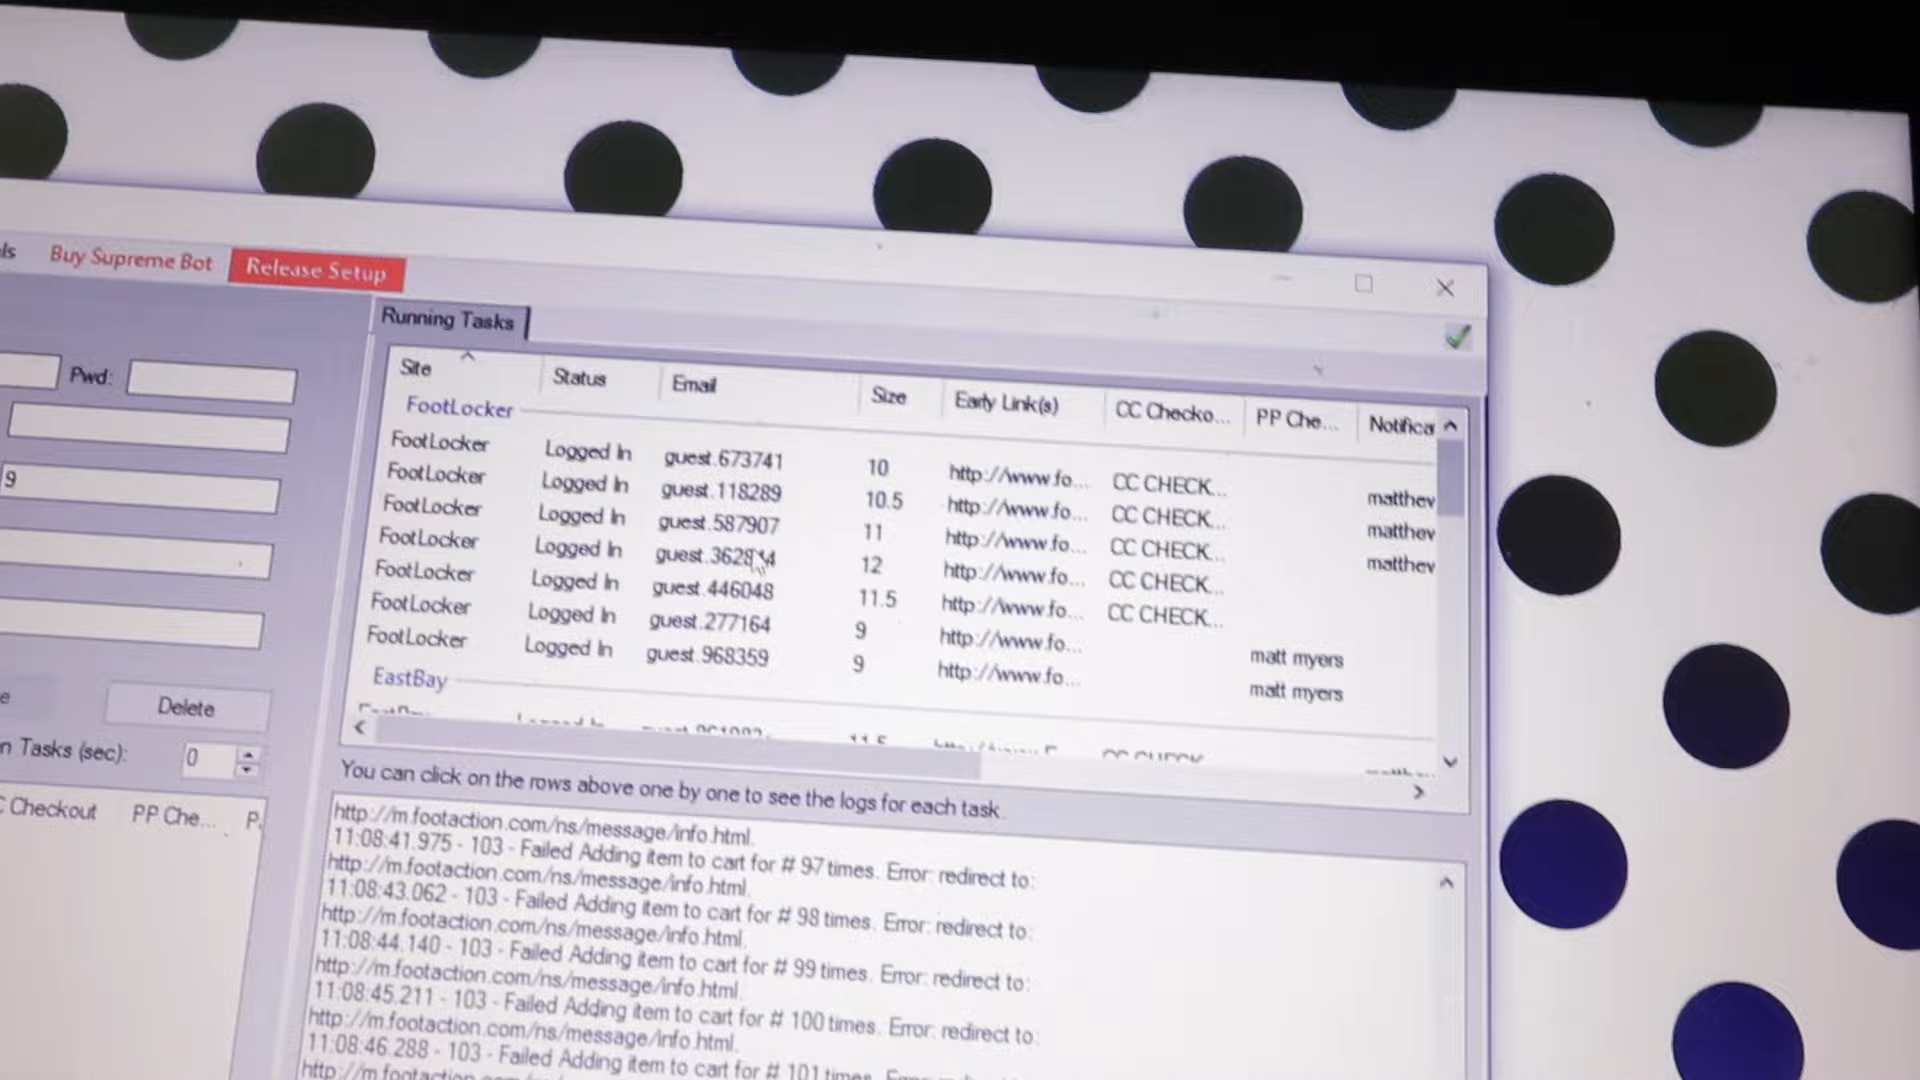 ls Buy Supreme Bot Release Setup
Running Tasks
Pwd:
9
Delete
n Tasks (sec): 0
Checkout PP Che...
Site Status Email Size Early Link(s) CC Checko... PP Che... Notifica
FootLocker
FootLocker Logged In guest.673741 10 http://www.fo... CC CHECK... matthev
FootLocker Logged In guest.118289 10.5 http://www.fo... CC CHECK... matthev
FootLocker Logged In guest.587907 11 http://www.fo... CC CHECK... matthev
FootLocker Logged In 12 http://www.fo... CC CHECK...
FootLocker Logged In guest.446048 11.5 http://www.fo... CC CHECK...
FootLocker Logged In guest.277164 9 http://www.fo... matt myers
FootLocker Logged In guest.968359 9 http://www.fo... matt myers
EastBay
You can click on the rows above one by one to see the logs for each task.
http://m.footaction.com/ns/message/info.html.
11:08:41.975 - 103 - Failed Adding item to cart for # 97 times. Error: redirect to:
http://m.footaction.com/ns/message/info.html.
11:08:43.062 - 103 - Failed Adding item to cart for # 98 times. Error: redirect to:
http://m.footaction.com/ns/message/info.html.
11:08:44.140 - 103 - Failed Adding item to cart for # 99 times. Error: redirect to:
http://m.footaction.com/ns/message/info.html.
11:08:45.211 - 103 - Failed Adding item to cart for # 100 times. Error: redirect to:
http://m.footaction.com/ns/message/info.html.
11:08:46.288 - 103 - Failed Adding item to cart for # 101 times.